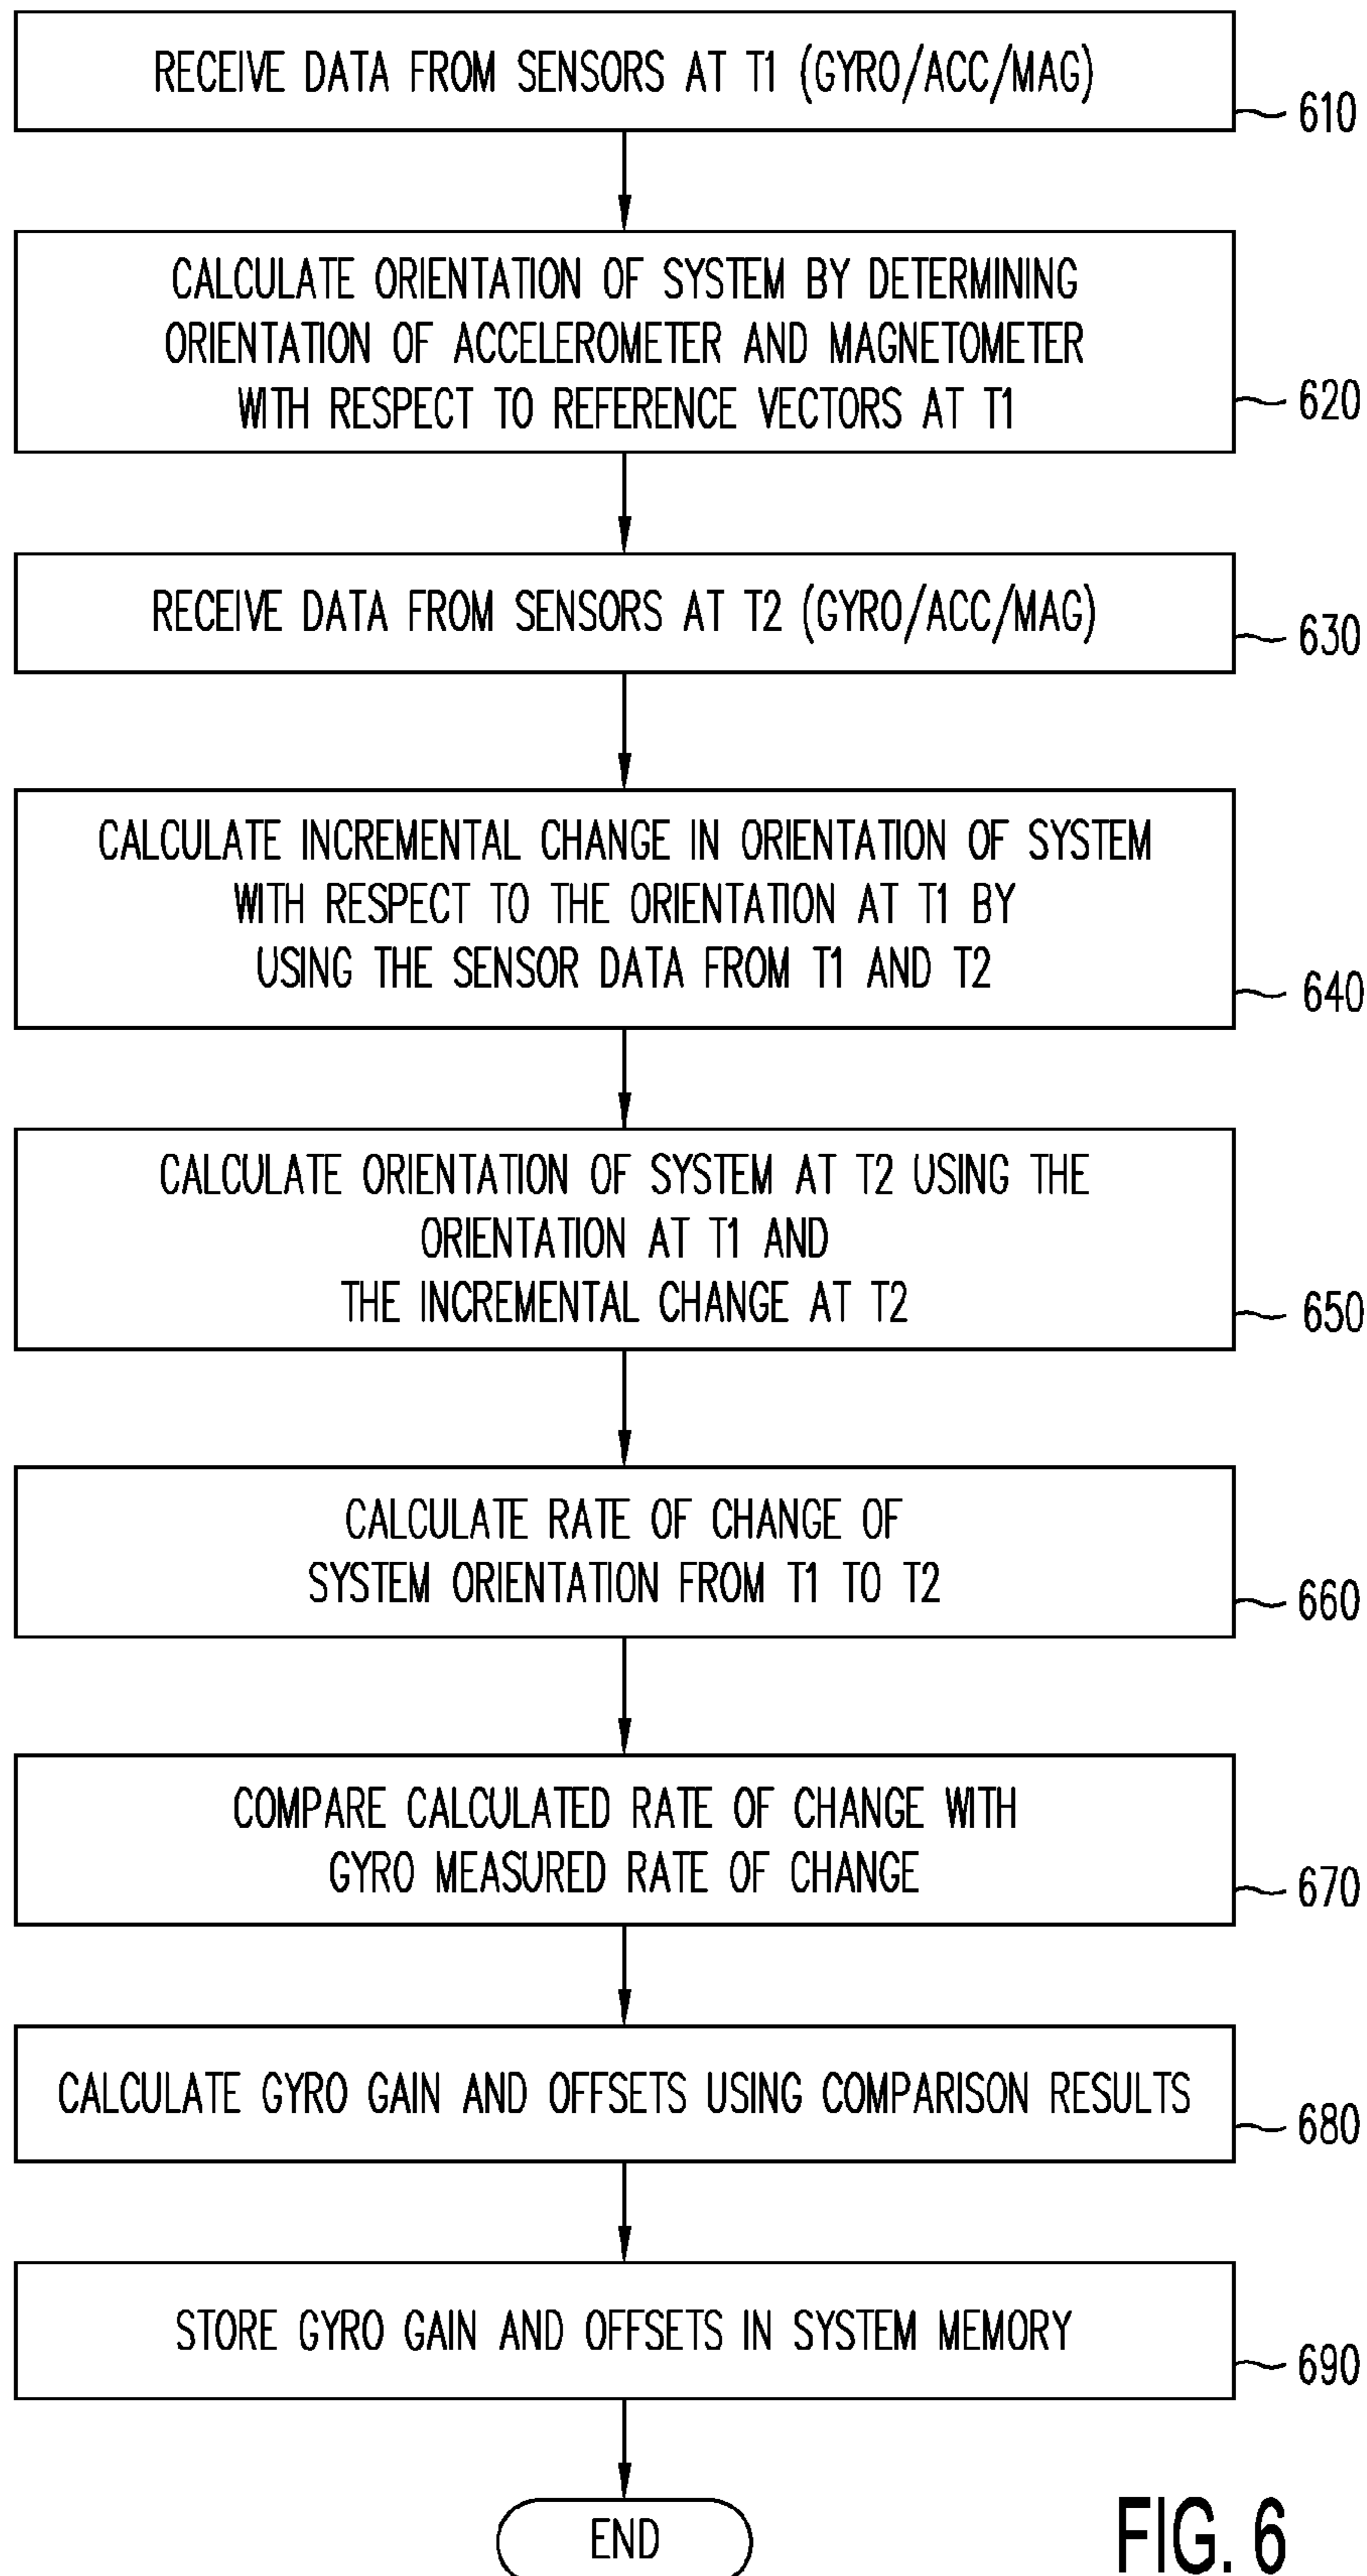 RECEIVE DATA FROM SENSORS AT T1 (GYRO/ACC/MAG)
610
CALCULATE ORIENTATION OF SYSTEM BY DETERMINING
ORIENTATION OF ACCELEROMETER AND MAGNETOMETER
WITH RESPECT TO REFERENCE VECTORS AT T1
620
RECEIVE DATA FROM SENSORS AT T2 (GYRO/ACC/MAG)
630
CALCULATE INCREMENTAL CHANGE IN ORIENTATION OF SYSTEM
WITH RESPECT TO THE ORIENTATION AT T1 BY
USING THE SENSOR DATA FROM T1 AND T2
640
CALCULATE ORIENTATION OF SYSTEM AT T2 USING THE
ORIENTATION AT T1 AND
THE INCREMENTAL CHANGE AT T2
650
CALCULATE RATE OF CHANGE OF
SYSTEM ORIENTATION FROM T1 TO T2
660
COMPARE CALCULATED RATE OF CHANGE WITH
GYRO MEASURED RATE OF CHANGE
670
CALCULATE GYRO GAIN AND OFFSETS USING COMPARISON RESULTS
680
STORE GYRO GAIN AND OFFSETS IN SYSTEM MEMORY
690
END
FIG. 6